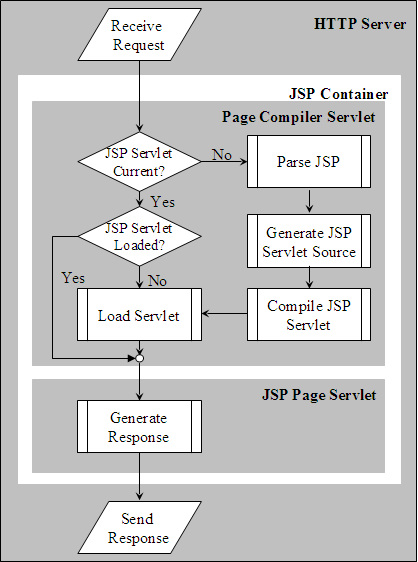 Receive
Request
HTTP Server
JSP Container
Page Compiler Servlet
JSP Servlet
Current?
No
Parse JSP
Yes
JSP Servlet
Loaded?
Generate JSP
Servlet Source
Yes
No
Load Servlet
Compile JSP
Servlet
JSP Page Servlet
Generate
Response
Send
Response